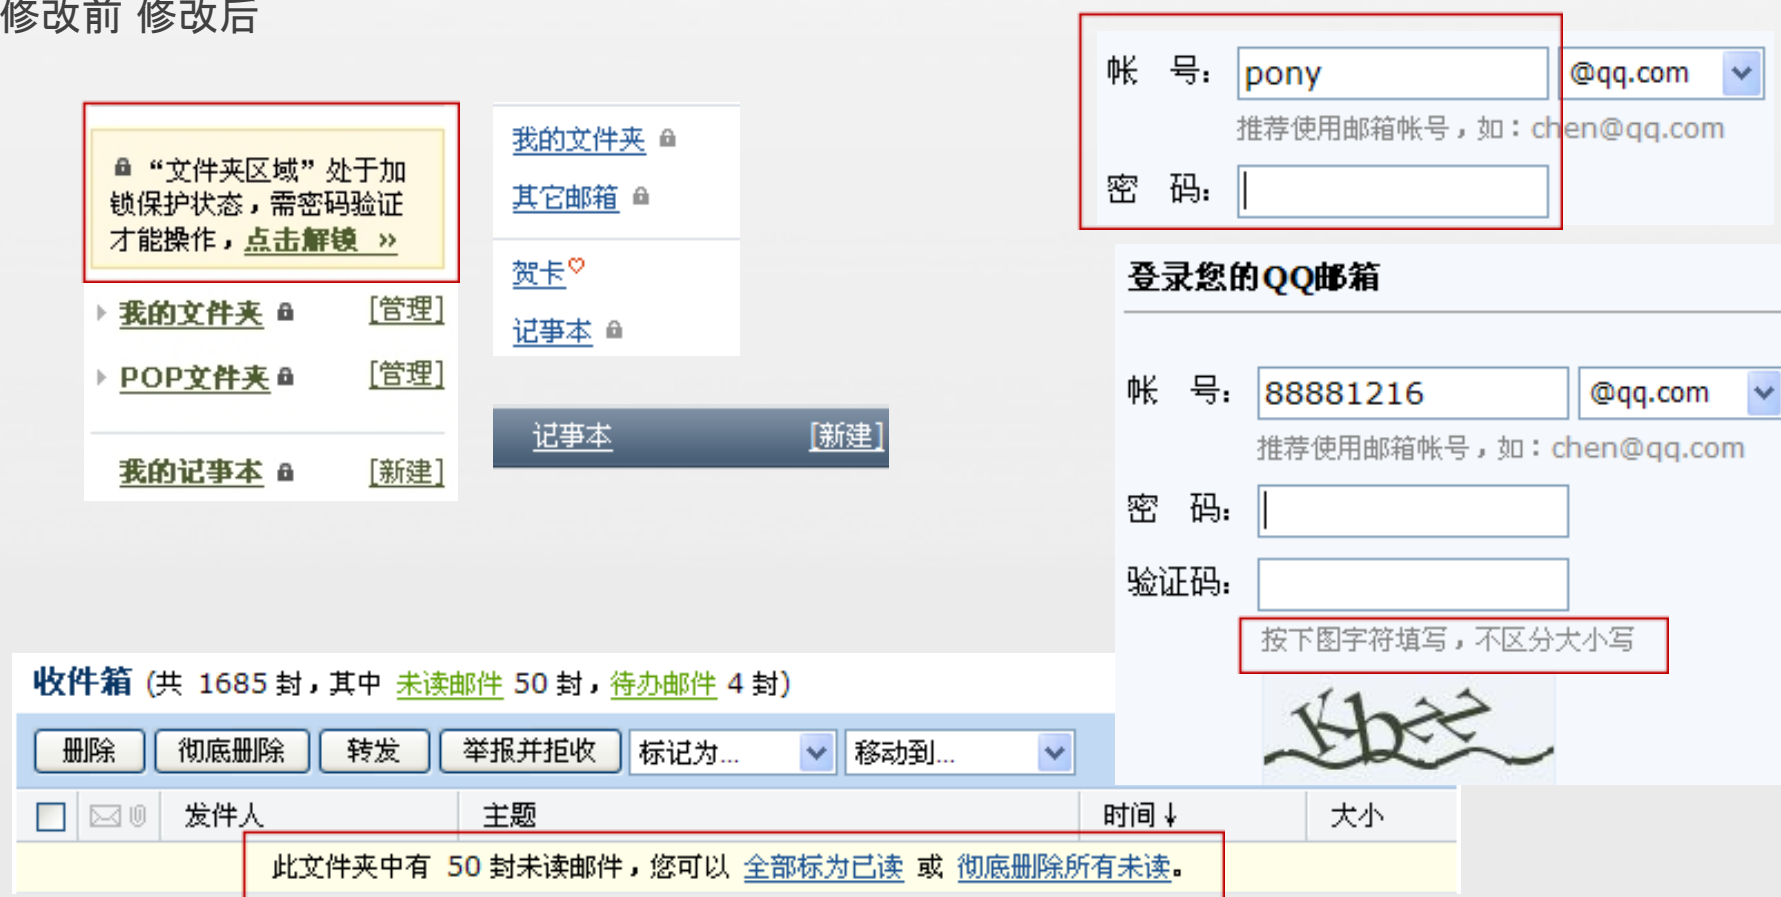 修改前 修改后
“文件夹区域”处于加
锁保护状态，需密码验证
才能操作，点击解锁 »
我的文件夹 [管理]
POP文件夹 [管理]
我的记事本 [新建]
我的文件夹
其它邮箱
贺卡
记事本
记事本 [新建]
帐 号： pony @qq.com
推荐使用邮箱帐号，如：chen@qq.com
密 码：
登录您的QQ邮箱
帐 号： 88881216 @qq.com
推荐使用邮箱帐号，如：chen@qq.com
密 码：
验证码：
按下图字符填写，不区分大小写
收件箱 (共 1685 封，其中 未读邮件 50 封，待办邮件 4 封)
删除 彻底删除 转发 举报并拒收 标记为... 移动到...
发件人 主题 时间↓ 大小
此文件夹中有 50 封未读邮件，您可以 全部标为已读 或 彻底删除所有未读。